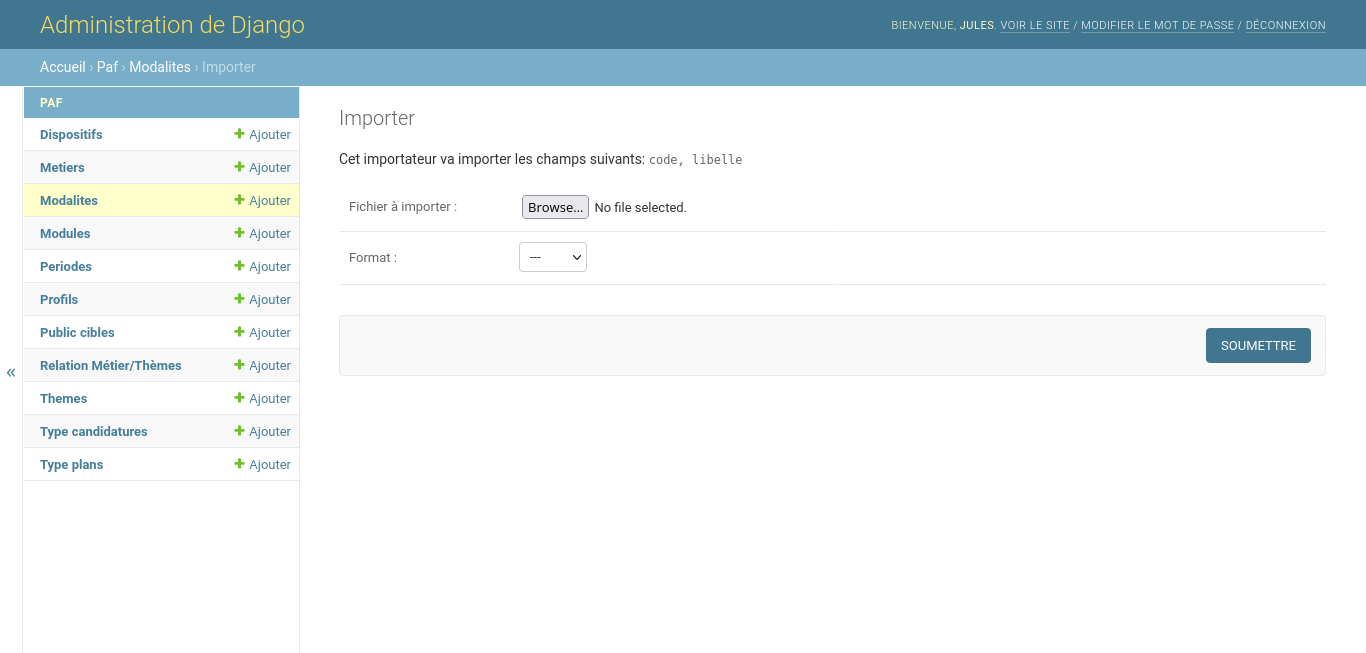 Administration de Django
BIENVENUE, JULES. VOIR LE SITE / MODIFIER LE MOT DE PASSE / DÉCONNEXION
Accueil › Paf › Modalites › Importer
PAF
Dispositifs Ajouter
Metiers Ajouter
Modalites Ajouter
Modules Ajouter
Periodes Ajouter
Profils Ajouter
Public cibles Ajouter
Relation Métier/Thèmes Ajouter
Themes Ajouter
Type candidatures Ajouter
Type plans Ajouter
«
Importer
Cet importateur va importer les champs suivants: code, libelle
Fichier à importer : Browse... No file selected.
Format : ---
SOUMETTRE